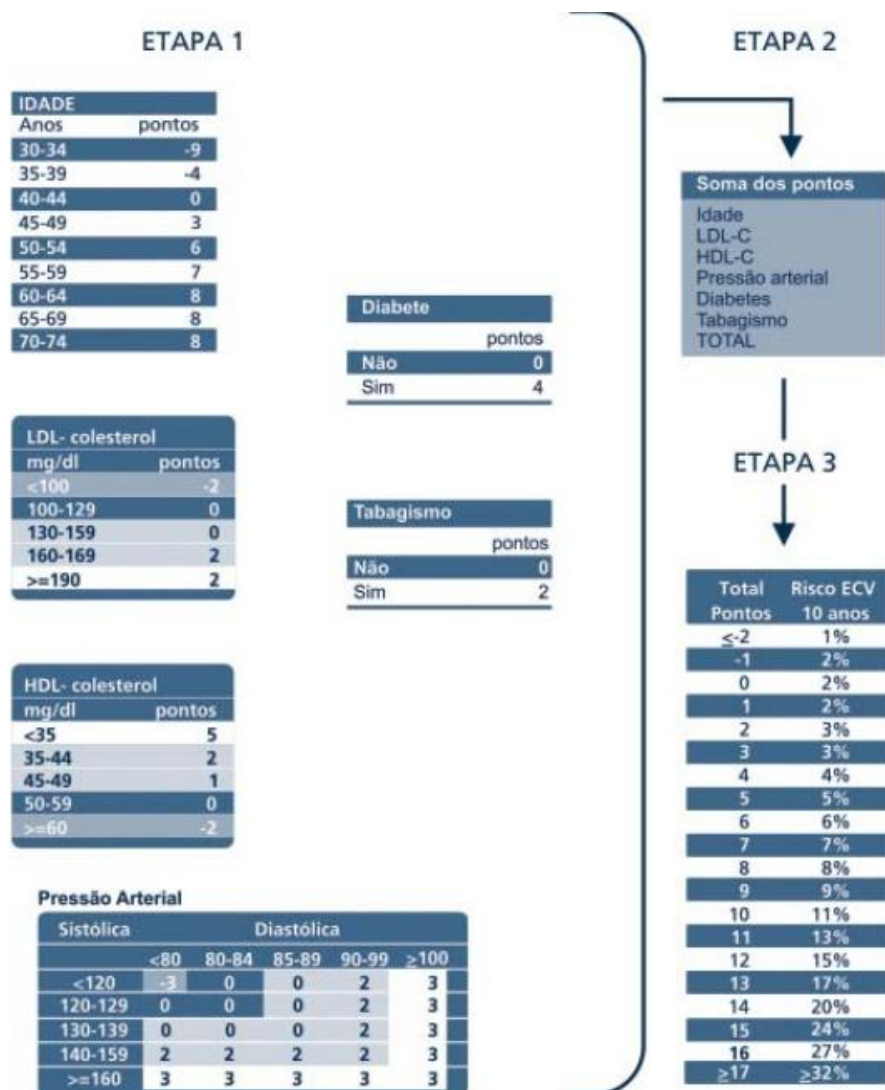 ETAPA 1
IDADE
Anos pontos
30-34 -9
35-39 -4
40-44 0
45-49 3
50-54 6
55-59 7
60-64 8
65-69 8
70-74 8
Diabete
pontos
Não 0
Sim 4
LDL- colesterol
mg/dl pontos
<100 -2
100-129 0
130-159 0
160-169 2
>=190 2
Tabagismo
pontos
Não 0
Sim 2
HDL- colesterol
mg/dl pontos
<35 5
35-44 2
45-49 1
50-59 0
>=60 -2
Pressão Arterial
Sistólica Diastólica
<80 80-84 85-89 90-99 ≥100
<120 -3 0 0 2 3
120-129 0 0 0 2 3
130-139 0 0 0 2 3
140-159 2 2 2 2 3
>=160 3 3 3 3 3
ETAPA 2
Soma dos pontos
Idade
LDL-C
HDL-C
Pressão arterial
Diabetes
Tabagismo
TOTAL
ETAPA 3
Total Risco ECV
Pontos 10 anos
≤-2 1%
-1 2%
0 2%
1 2%
2 3%
3 3%
4 4%
5 5%
6 6%
7 7%
8 8%
9 9%
10 11%
11 13%
12 15%
13 17%
14 20%
15 24%
16 27%
≥17 ≥32%